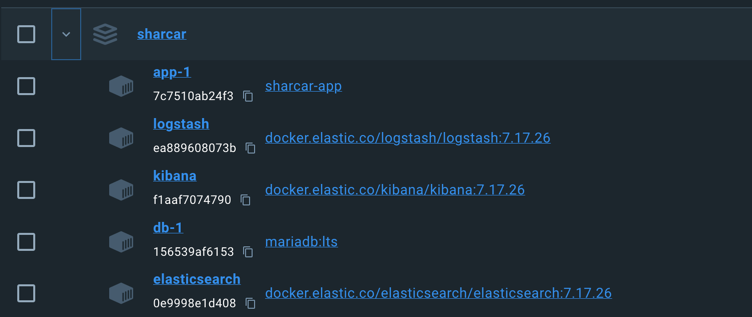 sharcar
app-1
7c7510ab24f3
sharcar-app
logstash
ea889608073b
docker.elastic.co/logstash/logstash:7.17.26
kibana
f1aaf7074790
docker.elastic.co/kibana/kibana:7.17.26
db-1
156539af6153
mariadb:lts
elasticsearch
0e9998e1d408
docker.elastic.co/elasticsearch/elasticsearch:7.17.26